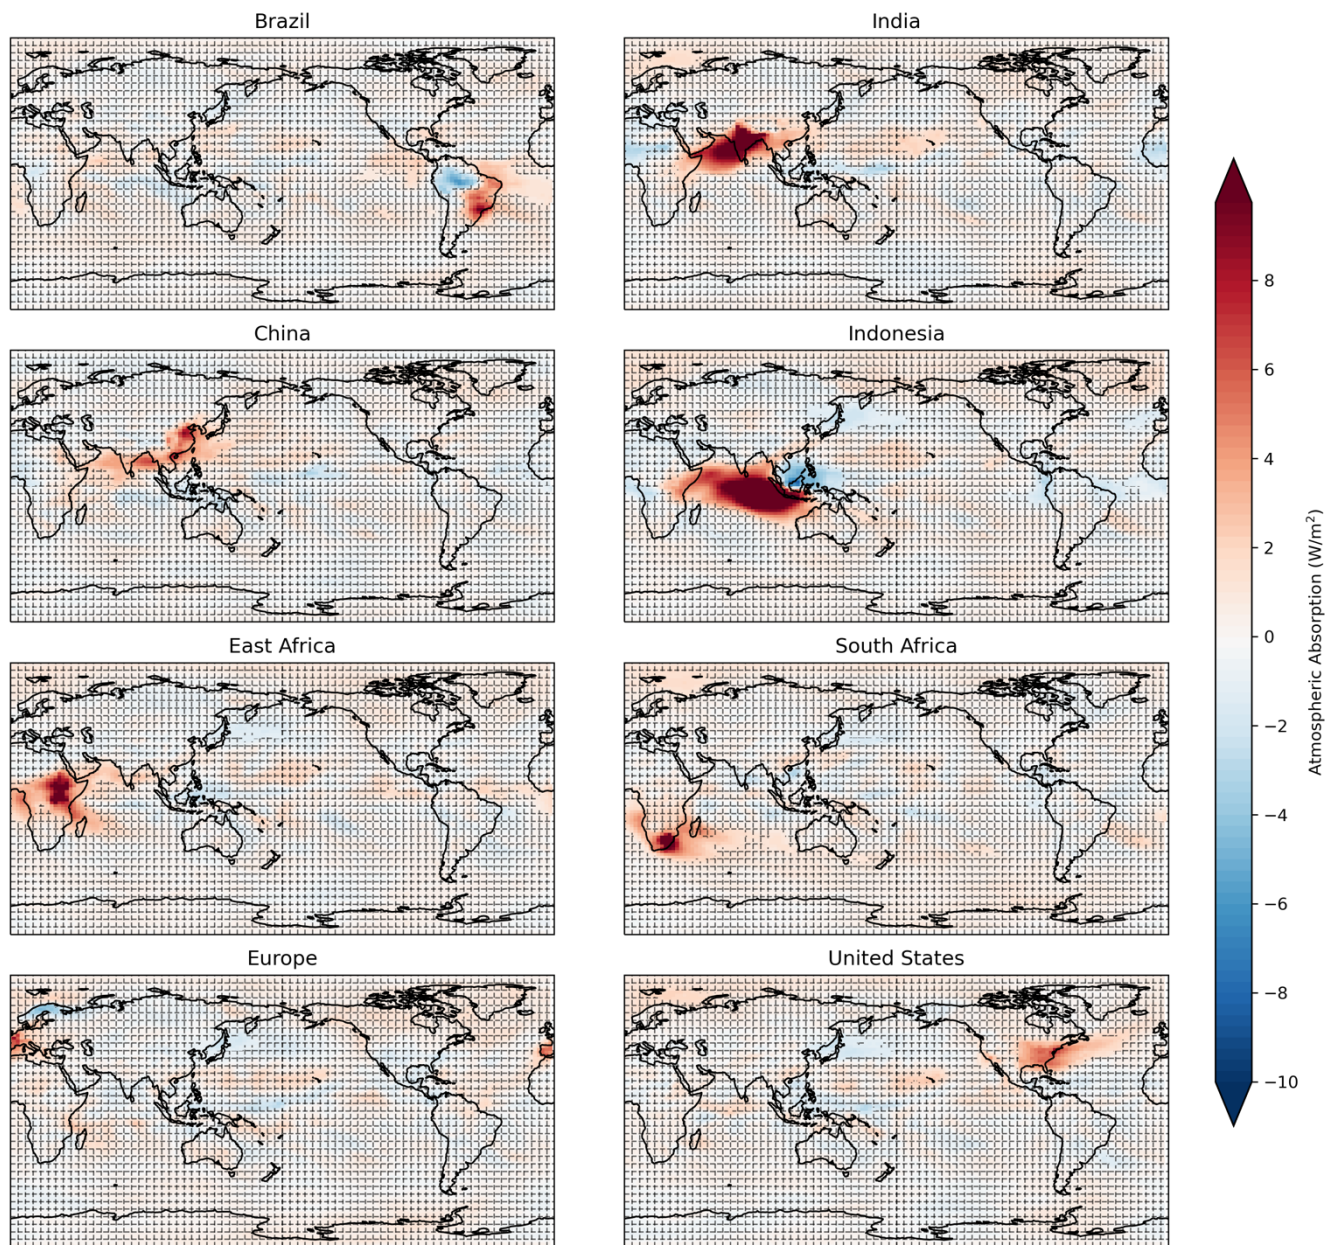 Brazil
India
China
Indonesia
East Africa
South Africa
Europe
United States
8
6
4
2
0
−2
−4
−6
−8
−10
Atmospheric Absorption (W/m²)